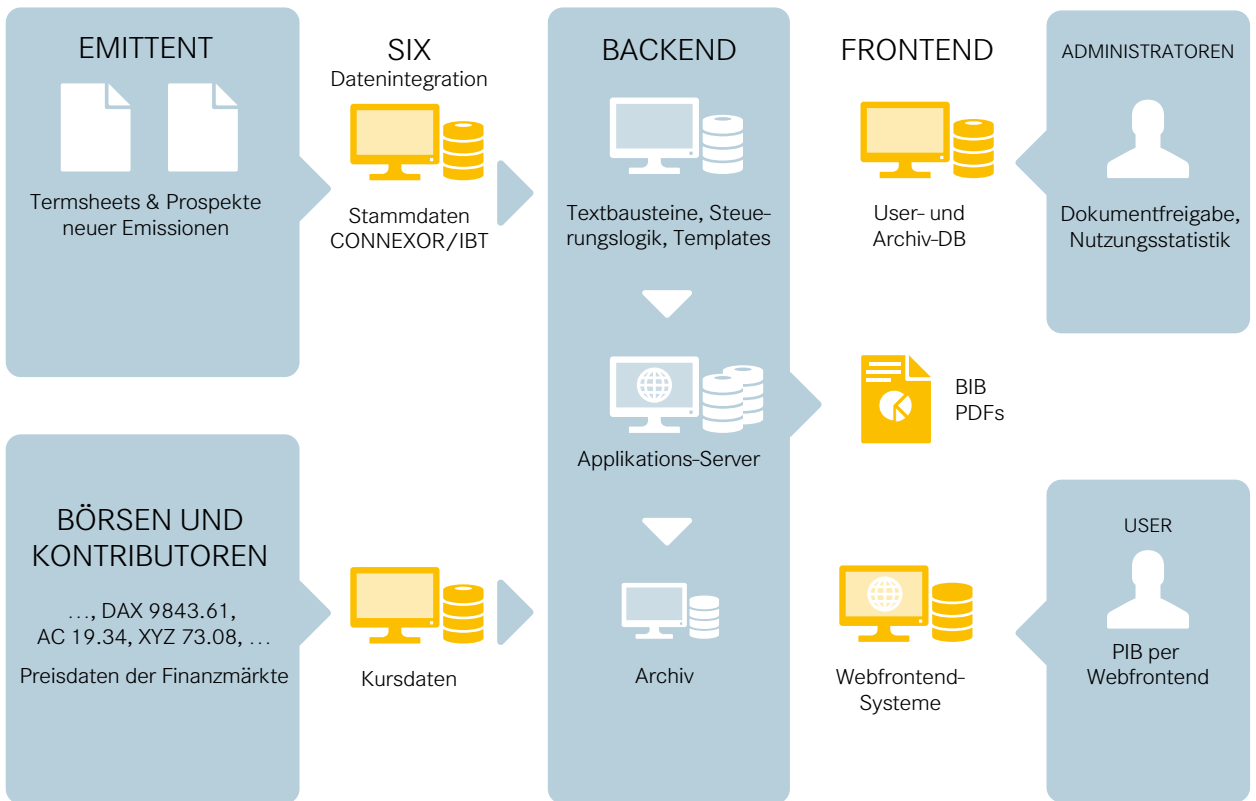 EMITTENT
Termsheets & Prospekte
neuer Emissionen
SIX
Datenintegration
Stammdaten
CONNEXOR/IBT
BACKEND
Textbausteine, Steue-
rungslogik, Templates
Applikations-Server
Archiv
FRONTEND
User- und
Archiv-DB
BIB
PDFs
Webfrontend-
Systeme
ADMINISTRATOREN
Dokumentfreigabe,
Nutzungsstatistik
BÖRSEN UND
KONTRIBUTOREN
…, DAX 9843.61,
AC 19.34, XYZ 73.08, …
Preisdaten der Finanzmärkte
Kursdaten
USER
PIB per
Webfrontend